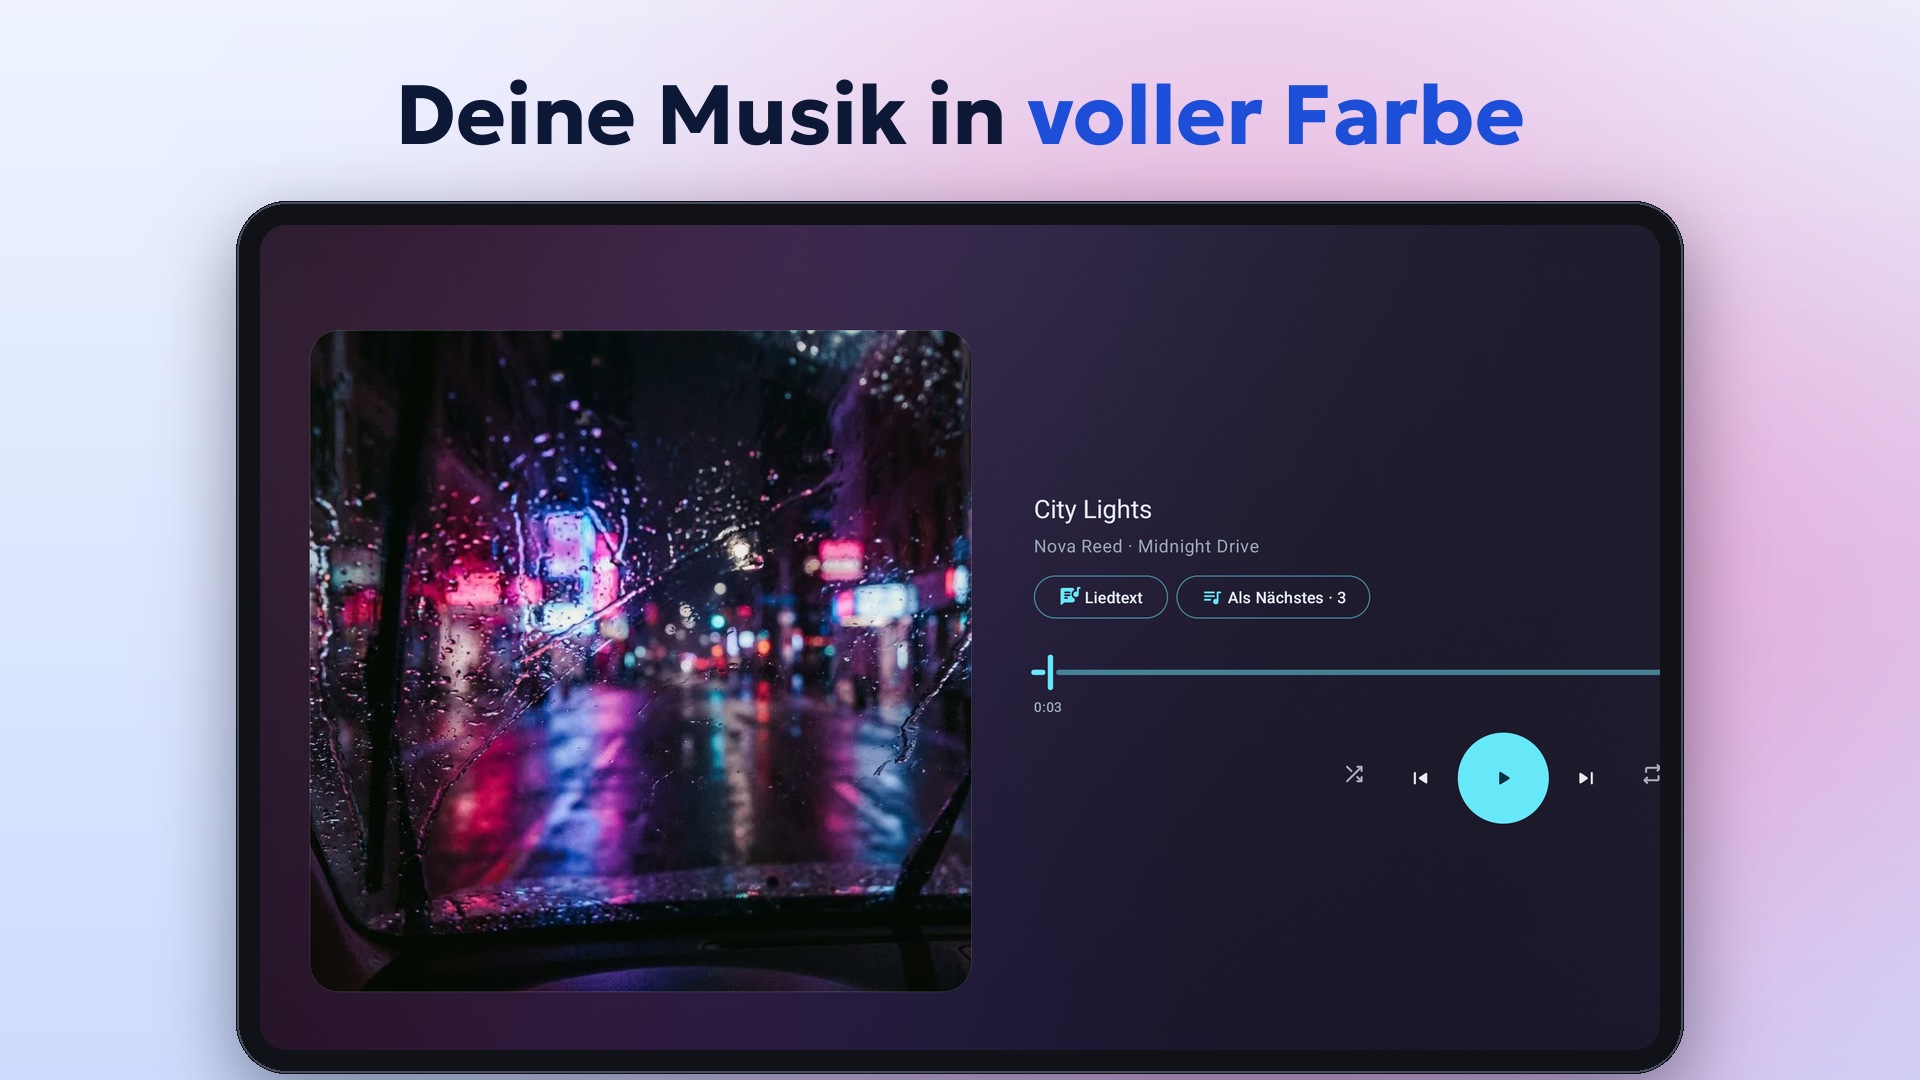 Deine Musik in voller Farbe
City Lights
Nova Reed · Midnight Drive
Liedtext
Als Nächstes · 3
0:03